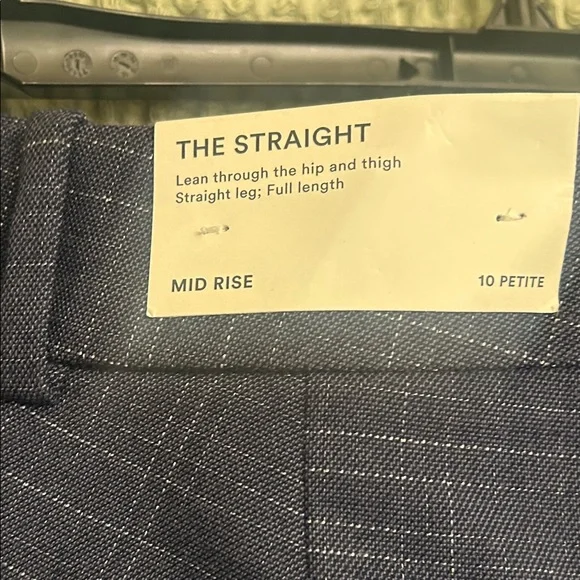 THE STRAIGHT
Lean through the hip and thigh
Straight leg; Full length
MID RISE
10 PETITE